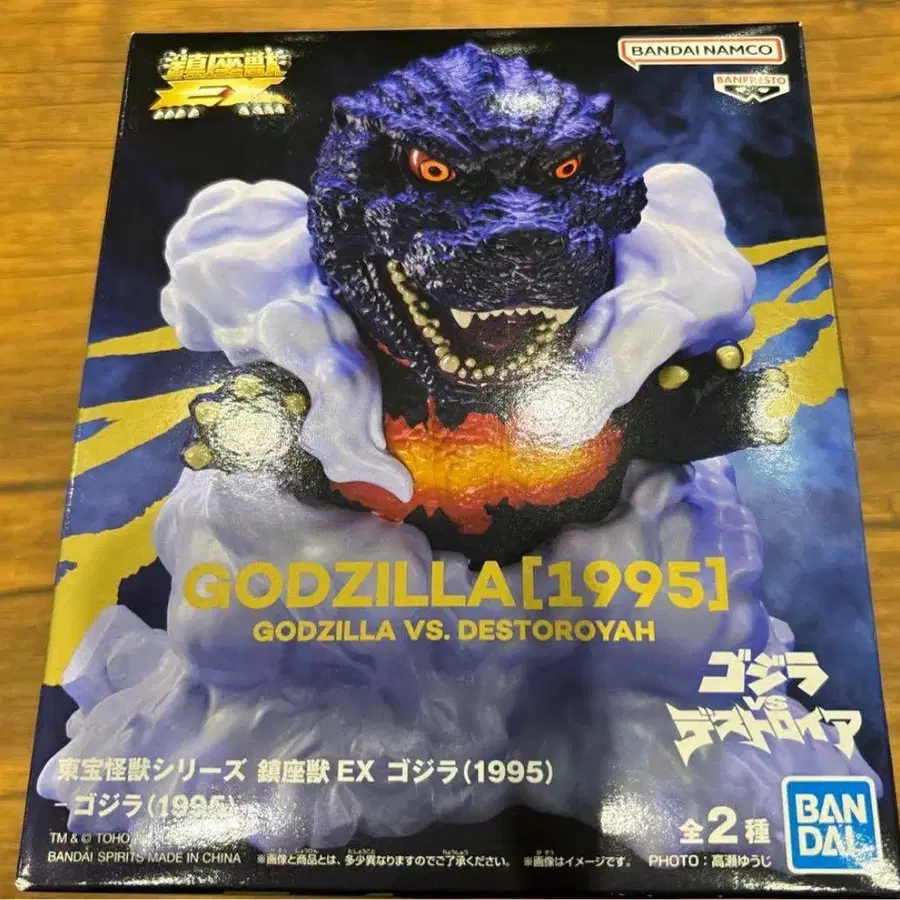 鎮座獣
EX
BANDAI NAMCO
BANPRESTO
GODZILLA[1995]
GODZILLA VS. DESTOROYAH
ゴジラ
VS
デストロイア
東宝怪獣シリーズ 鎮座獣EX ゴジラ(1995)
-ゴジラ(1995)
TM & © TOHO
BANDAI SPIRITS MADE IN CHINA
※画像と商品とは、多少異なりますのでご了承ください。 ※画像はイメージです。
PHOTO:高瀬ゆうじ
全2種
BAN
DAI